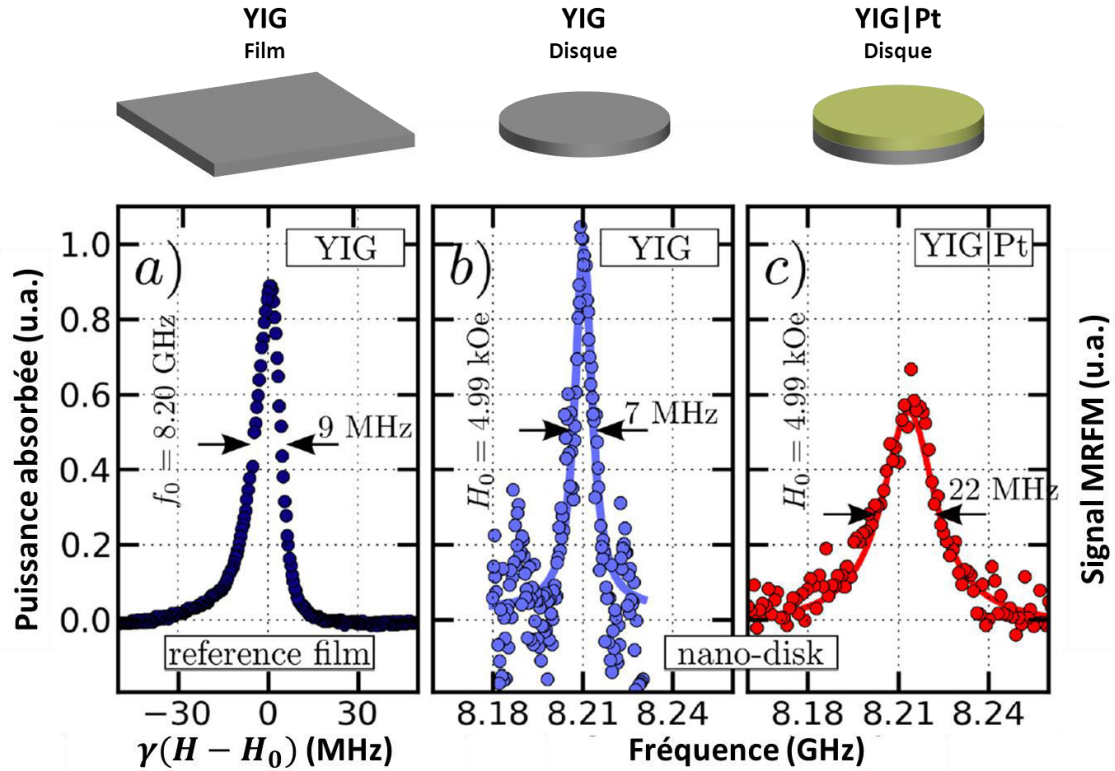 YIG
Film
YIG
Disque
YIG|Pt
Disque
Puissance absorbée (u.a.)
1.0
0.8
0.6
0.4
0.2
0.0
a)
YIG
f₀ = 8.20 GHz
9 MHz
reference film
−30
0
30
γ(H − H₀) (MHz)
b)
YIG
H₀ = 4.99 kOe
7 MHz
nano-disk
8.18
8.21
8.24
c)
YIG|Pt
H₀ = 4.99 kOe
22 MHz
8.18
8.21
8.24
Fréquence (GHz)
Signal MRFM (u.a.)